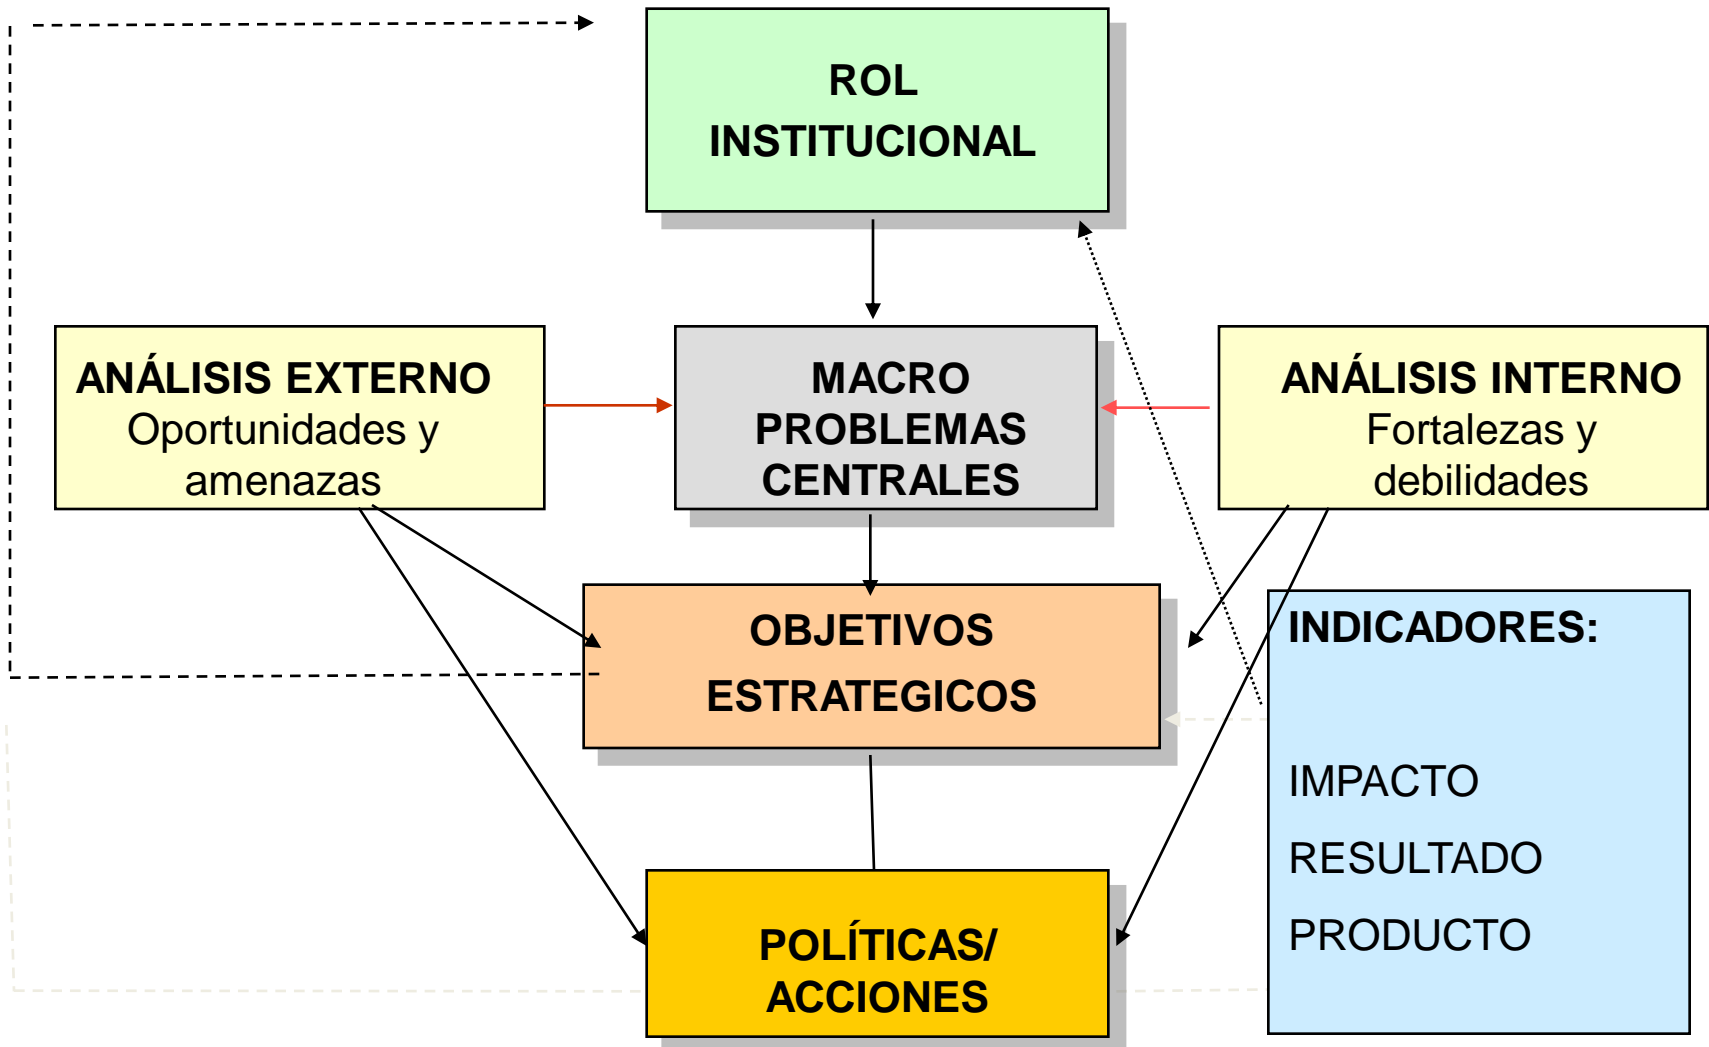 ROL
INSTITUCIONAL
ANÁLISIS EXTERNO
Oportunidades y
amenazas
MACRO
PROBLEMAS
CENTRALES
ANÁLISIS INTERNO
Fortalezas y
debilidades
OBJETIVOS
ESTRATEGICOS
INDICADORES:
IMPACTO
RESULTADO
PRODUCTO
POLÍTICAS/
ACCIONES